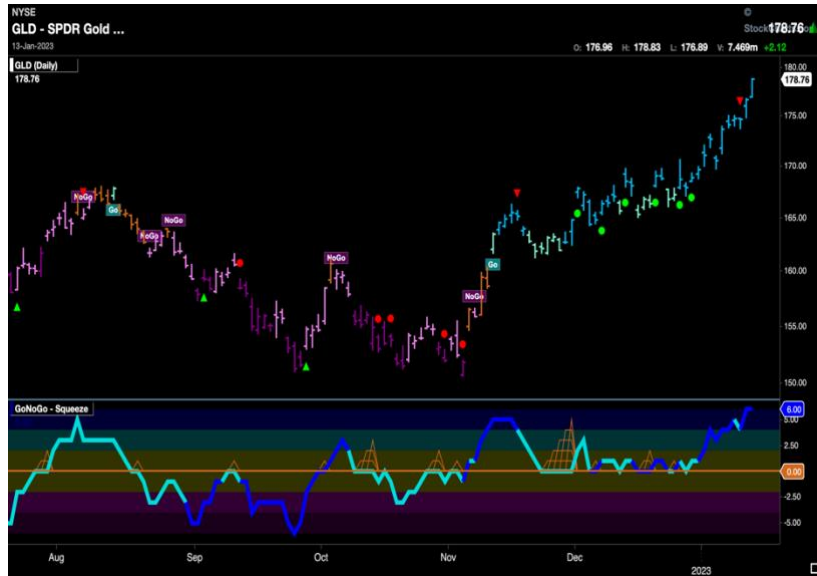 NYSE
©
GLD - SPDR Gold ...
178.76
13-Jan-2023
O: 176.96 H: 178.83 L: 176.89 V: 7.469m +2.12
GLD (Daily)
178.76
180.00
178.76
175.00
170.00
165.00
160.00
155.00
150.00
NoGo
Go
NoGo
NoGo
NoGo
NoGo
Go
GoNoGo - Squeeze
6.00
5.00
2.50
0.00
-2.50
-5.00
Aug Sep Oct Nov Dec 2023